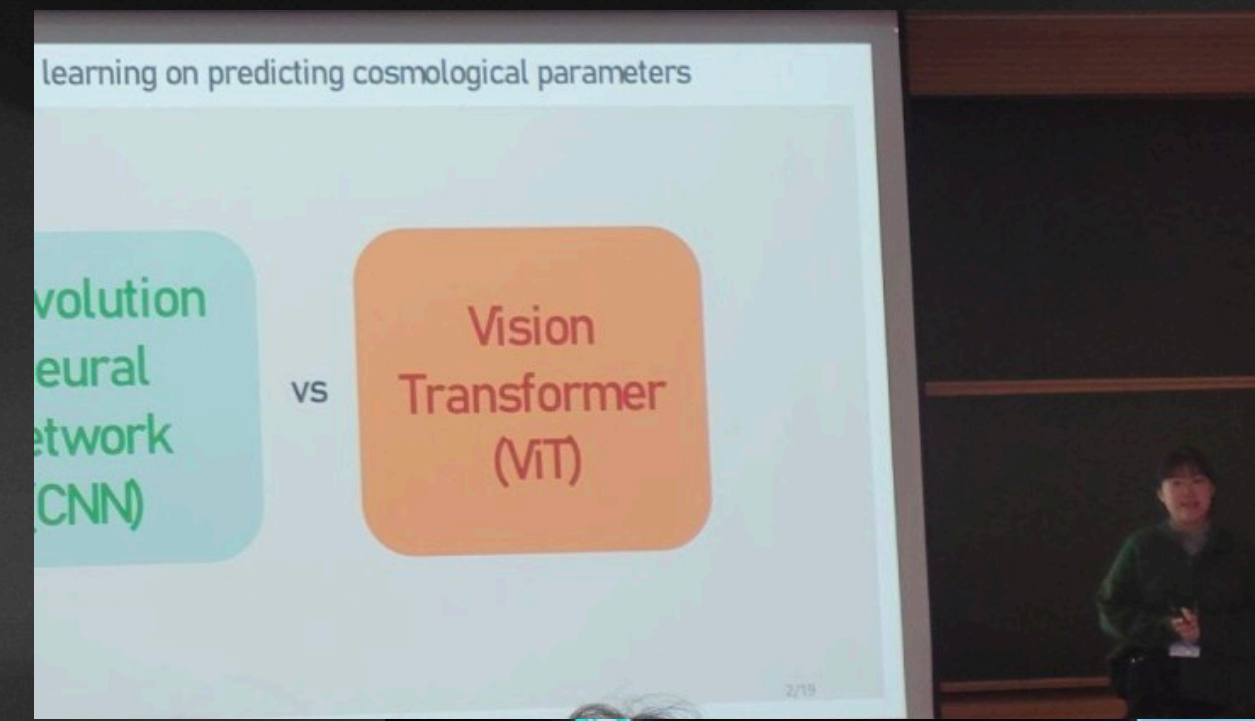 learning on predicting cosmological parameters
volution
eural
etwork
(CNN)
vs
Vision
Transformer
(ViT)
2/19